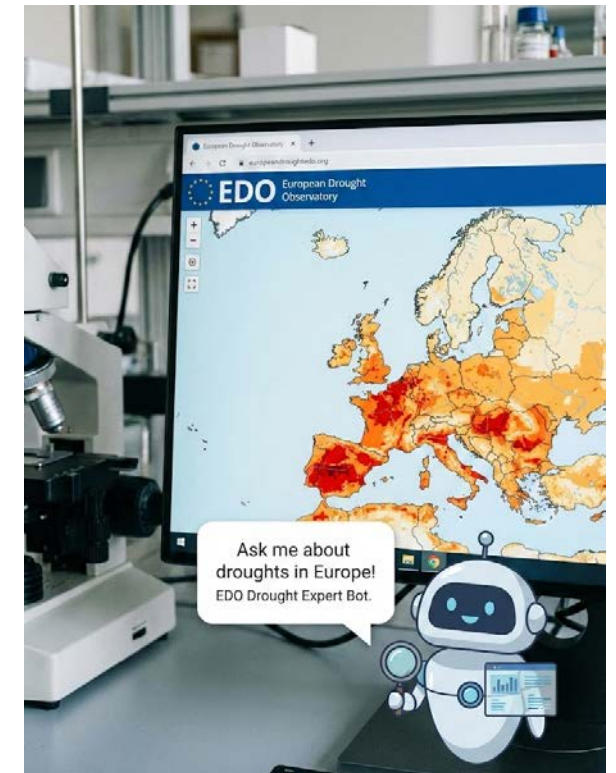 European Drought Observatory
europeandroughtedo.org
EDO European Drought
Observatory
Ask me about
droughts in Europe!
EDO Drought Expert Bot.